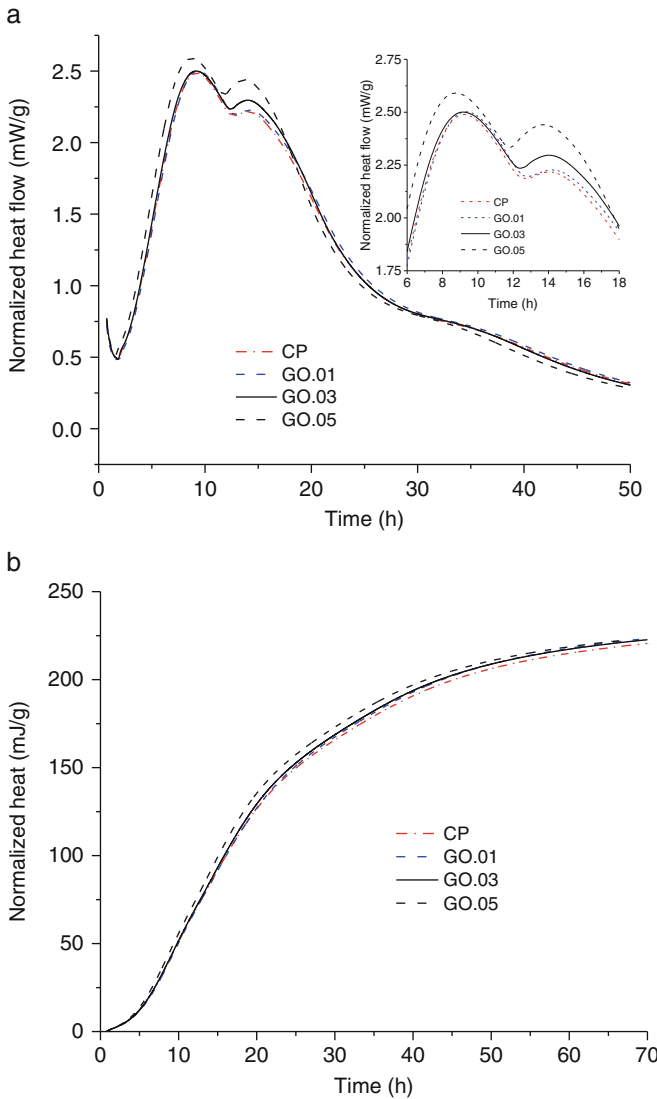 a
Normalized heat flow (mW/g)
2.5
2.0
1.5
1.0
0.5
0.0
0 10 20 30 40 50
Time (h)
CP
GO.01
GO.03
GO.05
Normalized heat flow (mW/g)
2.75
2.50
2.25
2.00
1.75
6 8 10 12 14 16 18
Time (h)
CP
GO.01
GO.03
GO.05
b
Normalized heat (mJ/g)
250
200
150
100
50
0
0 10 20 30 40 50 60 70
Time (h)
CP
GO.01
GO.03
GO.05